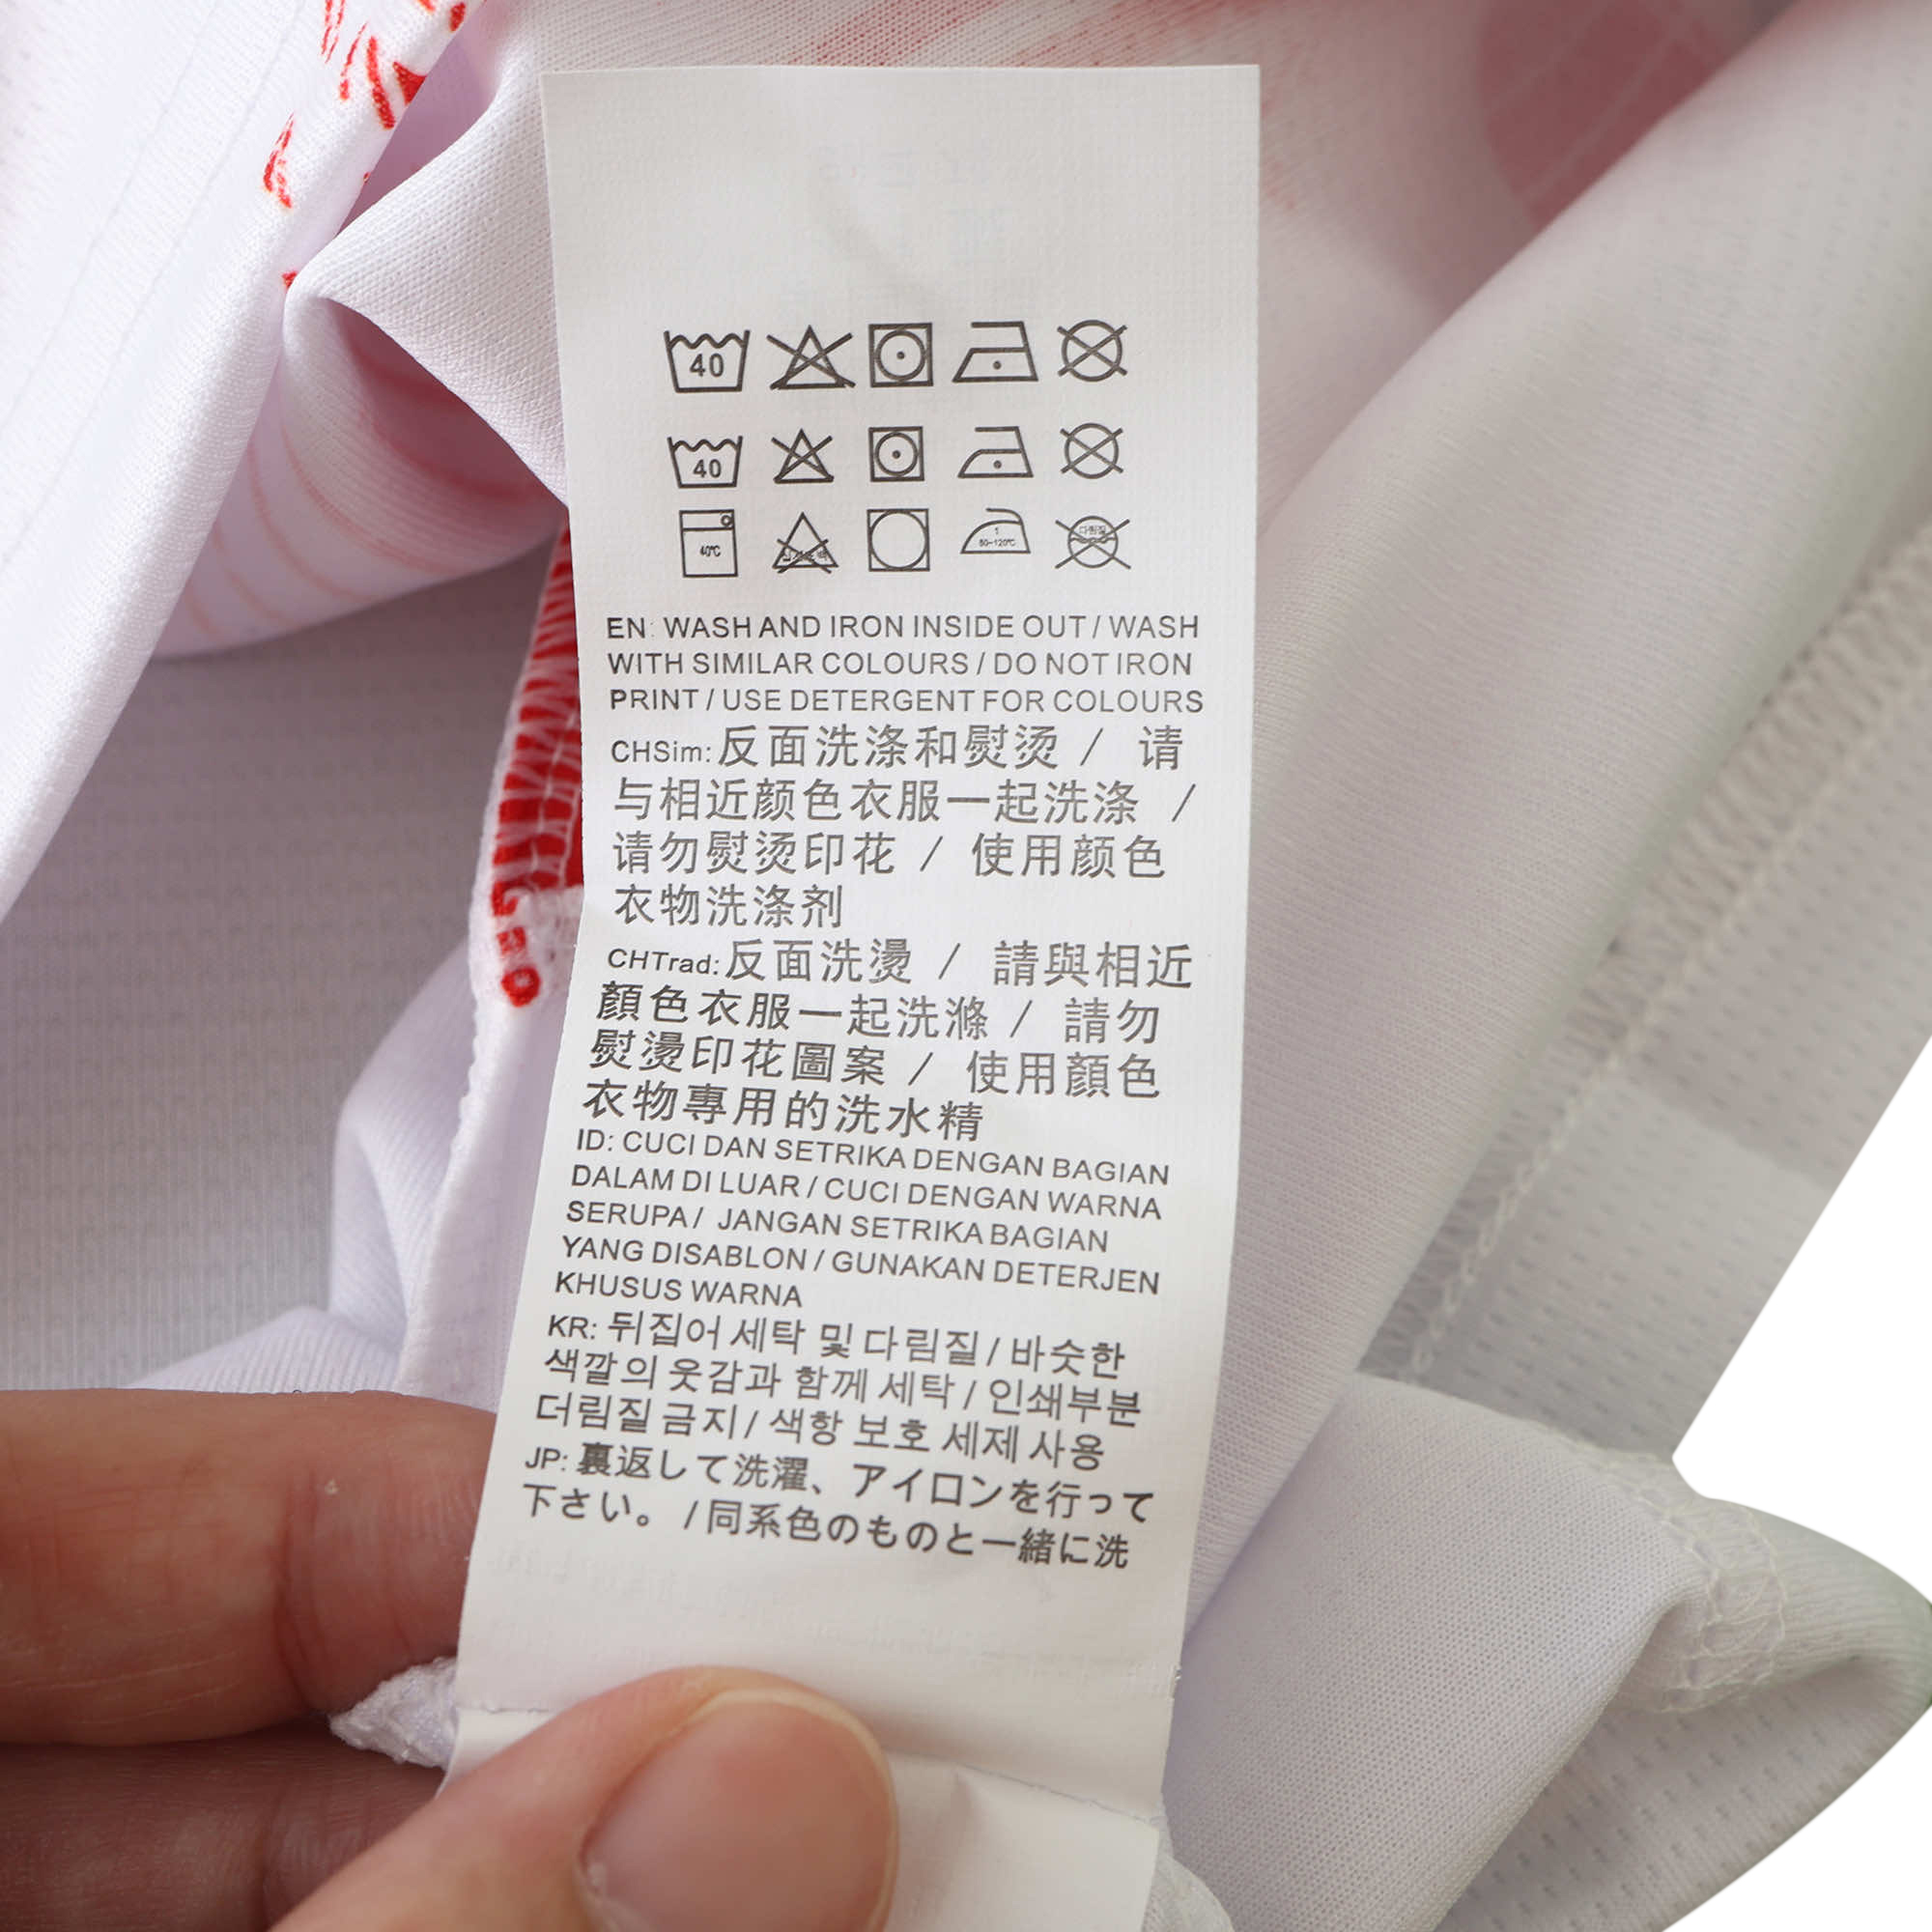 40
40
40℃
1
80~120℃
다림질
EN: WASH AND IRON INSIDE OUT / WASH
WITH SIMILAR COLOURS / DO NOT IRON
PRINT / USE DETERGENT FOR COLOURS
CHSim: 反面洗涤和熨烫 / 请
与相近颜色衣服一起洗涤 /
请勿熨烫印花 / 使用颜色
衣物洗涤剂
CHTrad: 反面洗燙 / 請與相近
顏色衣服一起洗滌 / 請勿
熨燙印花圖案 / 使用顏色
衣物專用的洗水精
ID: CUCI DAN SETRIKA DENGAN BAGIAN
DALAM DI LUAR / CUCI DENGAN WARNA
SERUPA / JANGAN SETRIKA BAGIAN
YANG DISABLON / GUNAKAN DETERJEN
KHUSUS WARNA
KR: 뒤집어 세탁 및 다림질 / 바슷한
색깔의 옷감과 함께 세탁 / 인쇄부분
더림질 금지 / 색항 보호 세제 사용
JP: 裏返して洗濯、アイロンを行って
下さい。 / 同系色のものと一緒に洗